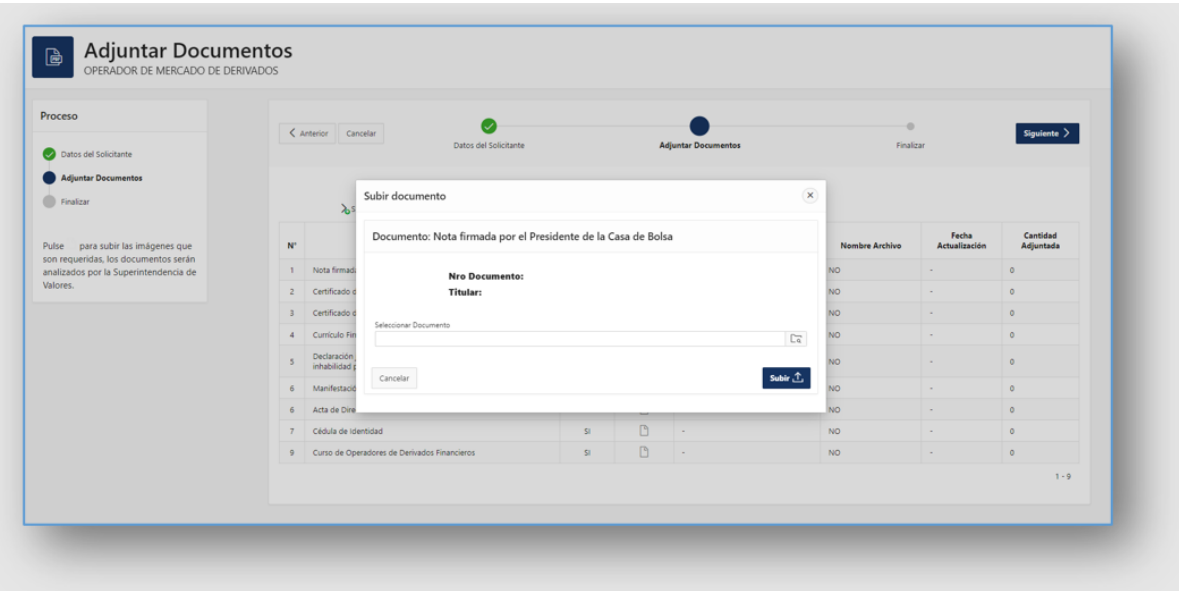 Adjuntar Documentos
OPERADOR DE MERCADO DE DERIVADOS
Proceso
Datos del Solicitante
Adjuntar Documentos
Finalizar
Pulse para subir las imágenes que
son requeridas, los documentos serán
analizados por la Superintendencia de
Valores.
Anterior Cancelar
Datos del Solicitante
Adjuntar Documentos
Finalizar
Siguiente
Subir documento
Documento: Nota firmada por el Presidente de la Casa de Bolsa
Nro Documento:
Titular:
Seleccionar Documento
Cancelar
Subir
N° Nombre Archivo Fecha Actualización Cantidad Adjuntada
1 Nota NO - 0
2 Certificado NO - 0
3 Certificado NO - 0
4 Currículo NO - 0
5 Declaración inhabilidad NO - 0
6 NO - 0
6 Acta de NO - 0
7 Cédula de Identidad SI - NO - 0
9 Curso de Operadores de Derivados Financieros SI - NO - 0
1 - 9